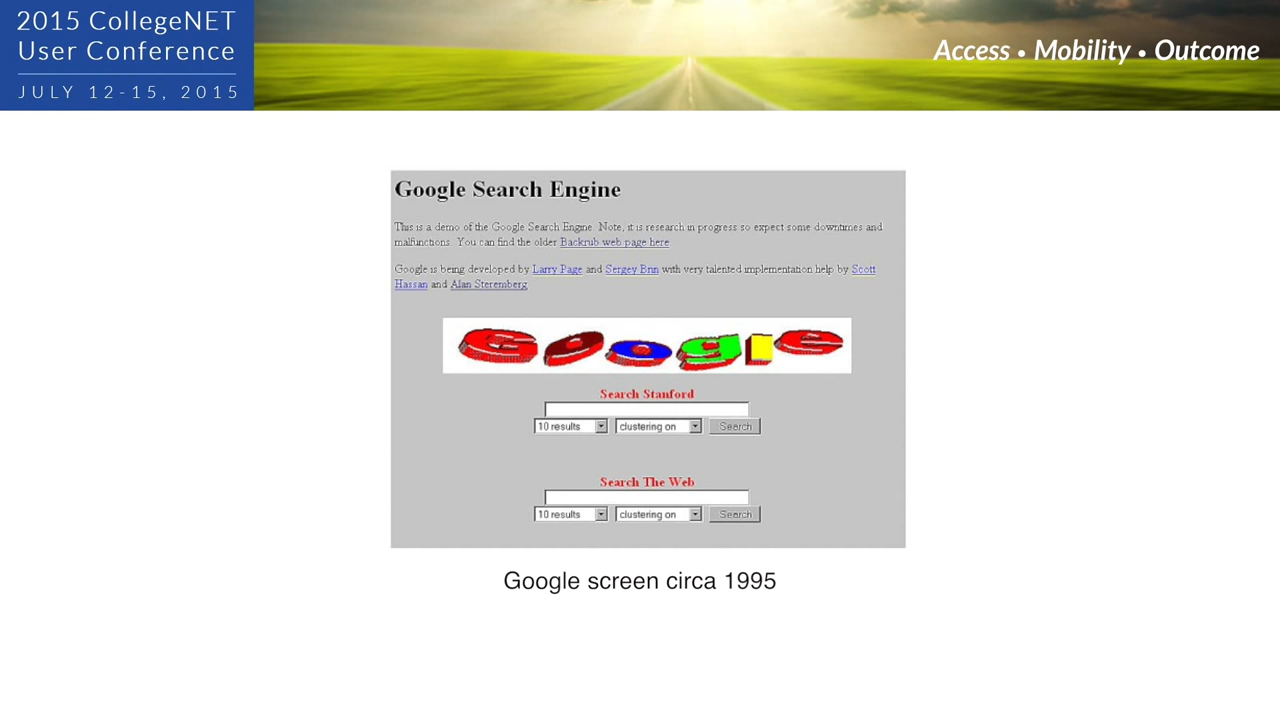 2015 CollegeNET
User Conference
JULY 12-15, 2015
Access • Mobility • Outcome
Google Search Engine
This is a demo of the Google Search Engine. Note, it is research in progress so expect some downtimes and
malfunctions. You can find the older Backrub web page here.
Google is being developed by Larry Page and Sergey Brin with very talented implementation help by Scott
Hassan and Alan Steremberg.
Google
Search Stanford
10 results clustering on Search
Search The Web
10 results clustering on Search
Google screen circa 1995